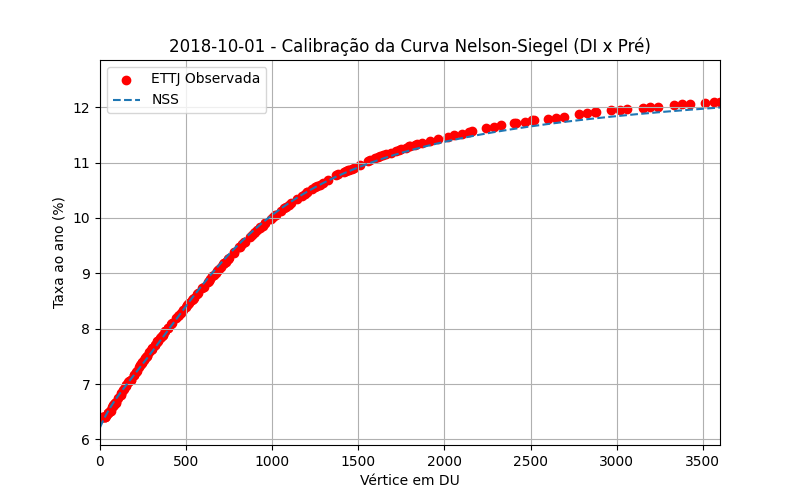 2018-10-01 - Calibração da Curva Nelson-Siegel (DI x Pré)
ETTJ Observada
NSS
Taxa ao ano (%)
12
11
10
9
8
7
6
0 500 1000 1500 2000 2500 3000 3500
Vértice em DU